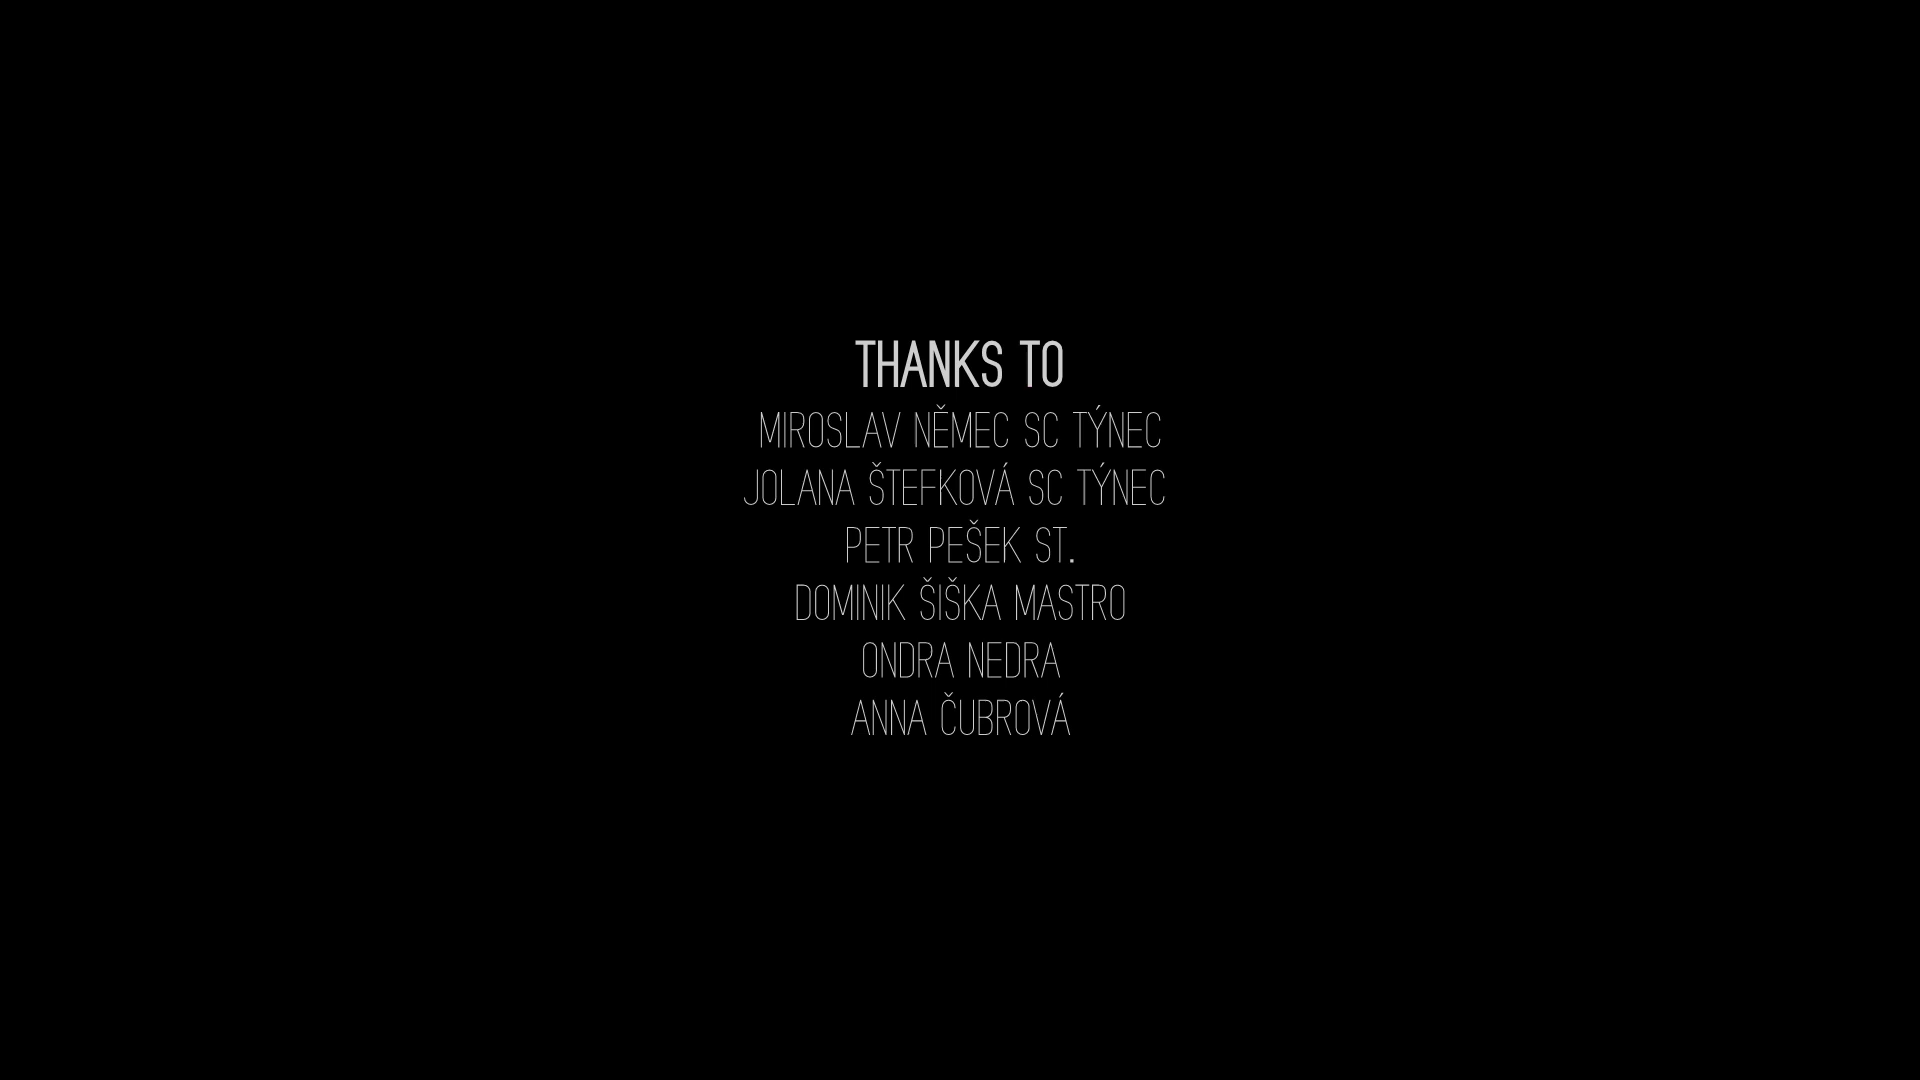 THANKS TO
MIROSLAV NĚMEC SC TÝNEC
JOLANA ŠTEFKOVÁ SC TÝNEC
PETR PEŠEK ST.
DOMINIK ŠIŠKA MASTRO
ONDRA NEDRA
ANNA ČUBROVÁ